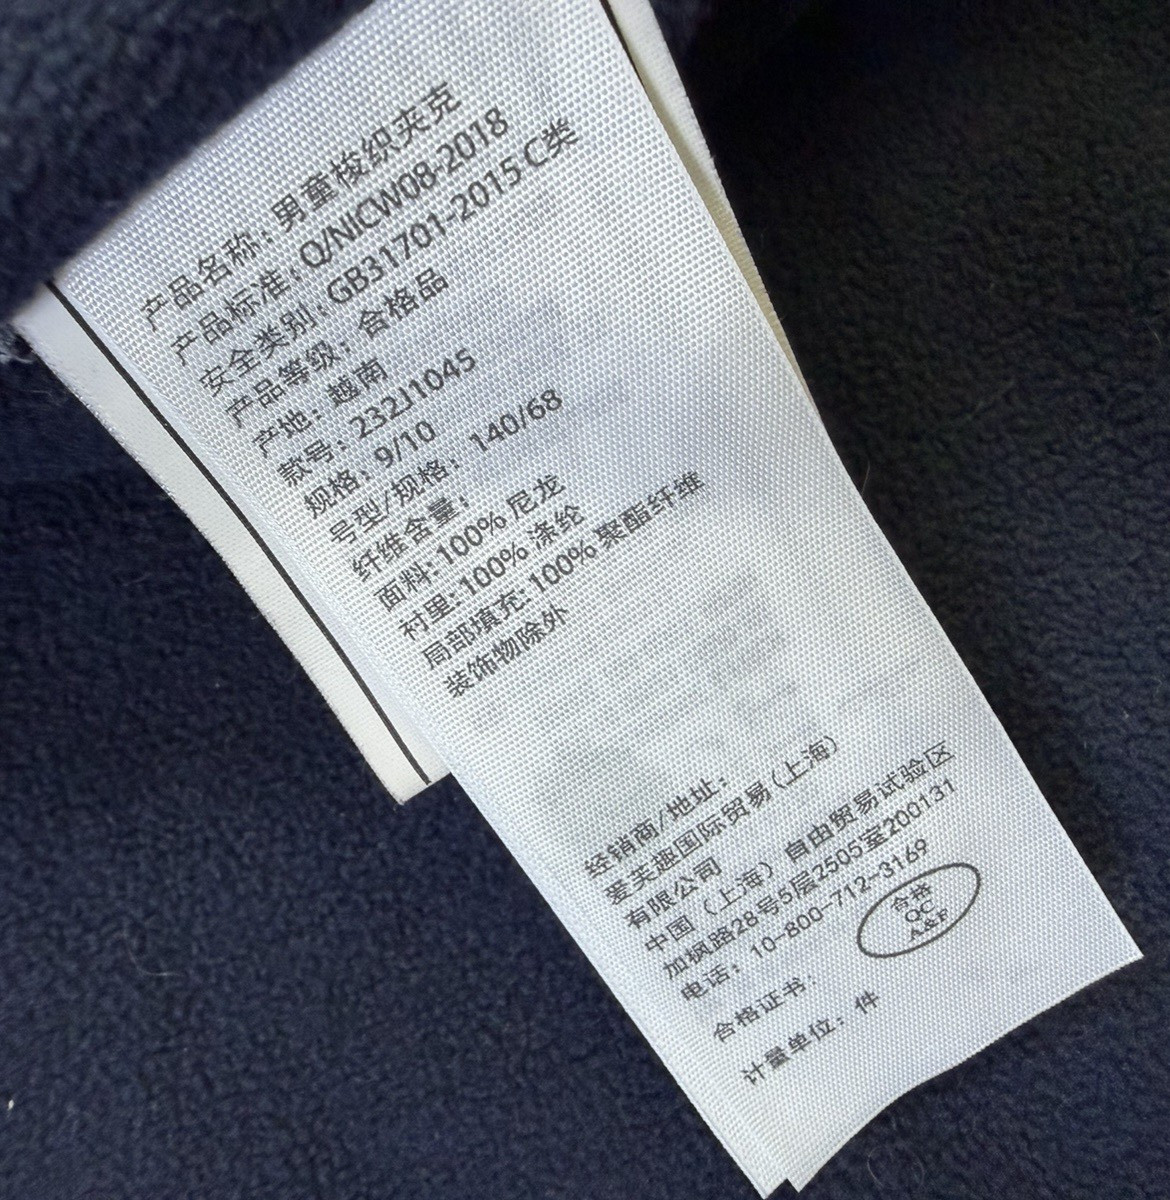 产品名称: 男童梭织夹克
产品标准: Q/NICW08-2018
安全类别: GB31701-2015 C类
产品等级: 合格品
产地: 越南
款号: 232J1045
规格: 9/10
号型/规格: 140/68
纤维含量:
面料: 100% 尼龙
衬里: 100% 涤纶
局部填充: 100% 聚酯纤维
装饰物除外
经销商/地址:
爱芙趣国际贸易(上海)
有限公司
中国 (上海) 自由贸易试验区
加枫路28号5层2505室200131
电话: 10-800-712-3169
合格
QC
A&F
合格证书:
计量单位: 件